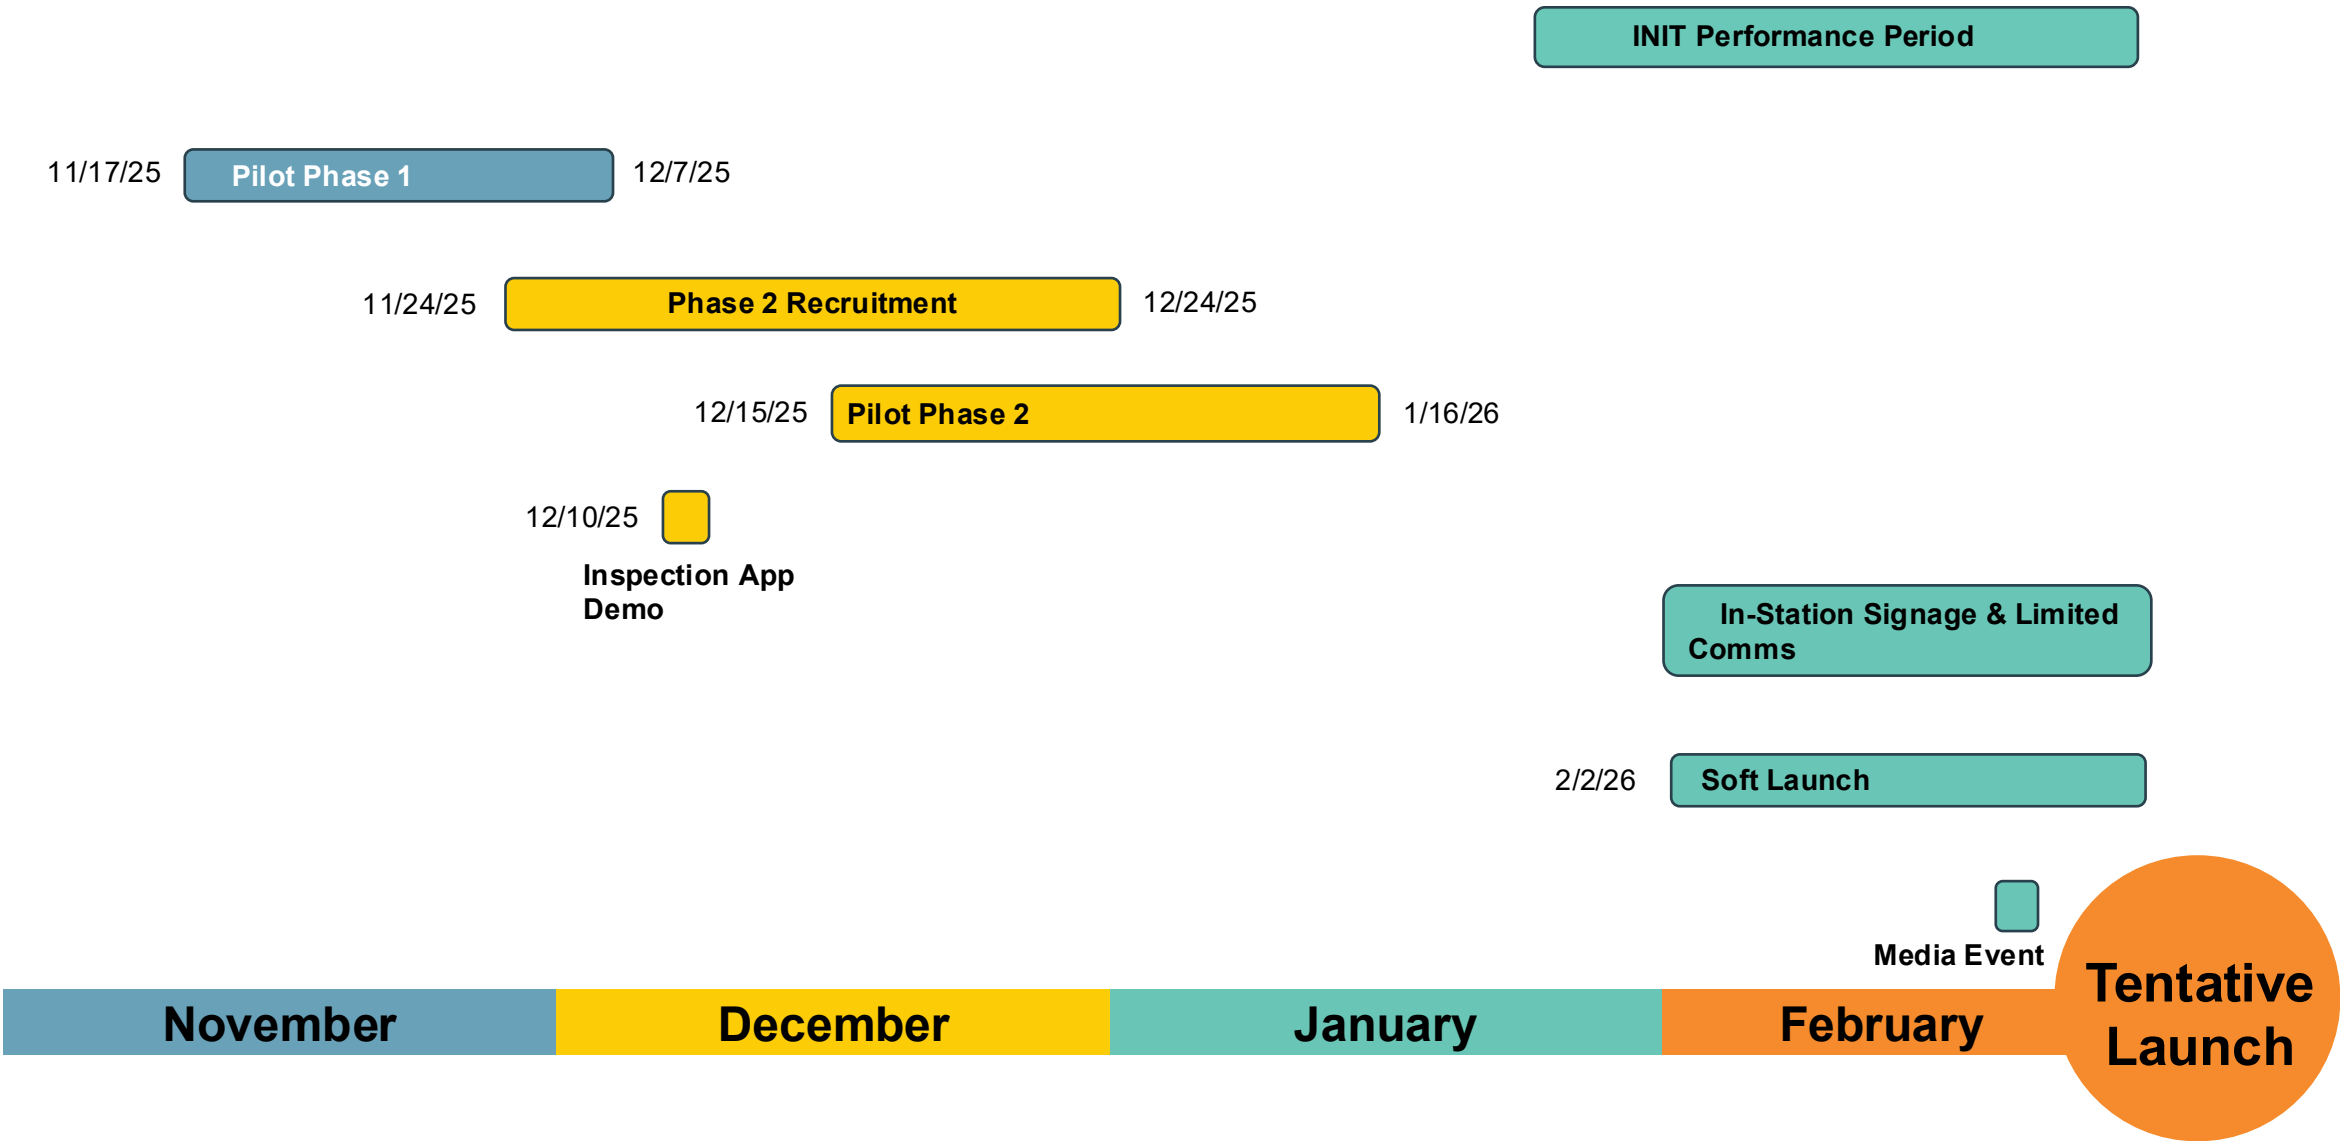 INIT Performance Period
11/17/25 Pilot Phase 1 12/7/25
11/24/25 Phase 2 Recruitment 12/24/25
12/15/25 Pilot Phase 2 1/16/26
12/10/25
Inspection App
Demo
In-Station Signage & Limited
Comms
2/2/26 Soft Launch
Media Event
November December January February
Tentative
Launch